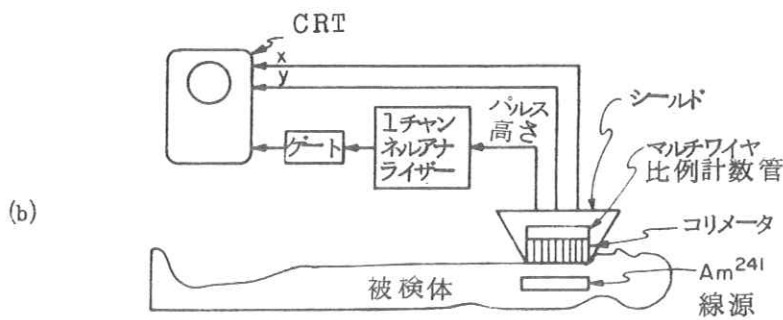 CRT
x
y
パルス
高さ
シールド
1チャン
ネルアナ
ライザー
ゲート
マルチワイヤ
比例計数管
(b)
コリメータ
被検体
Am241
線源